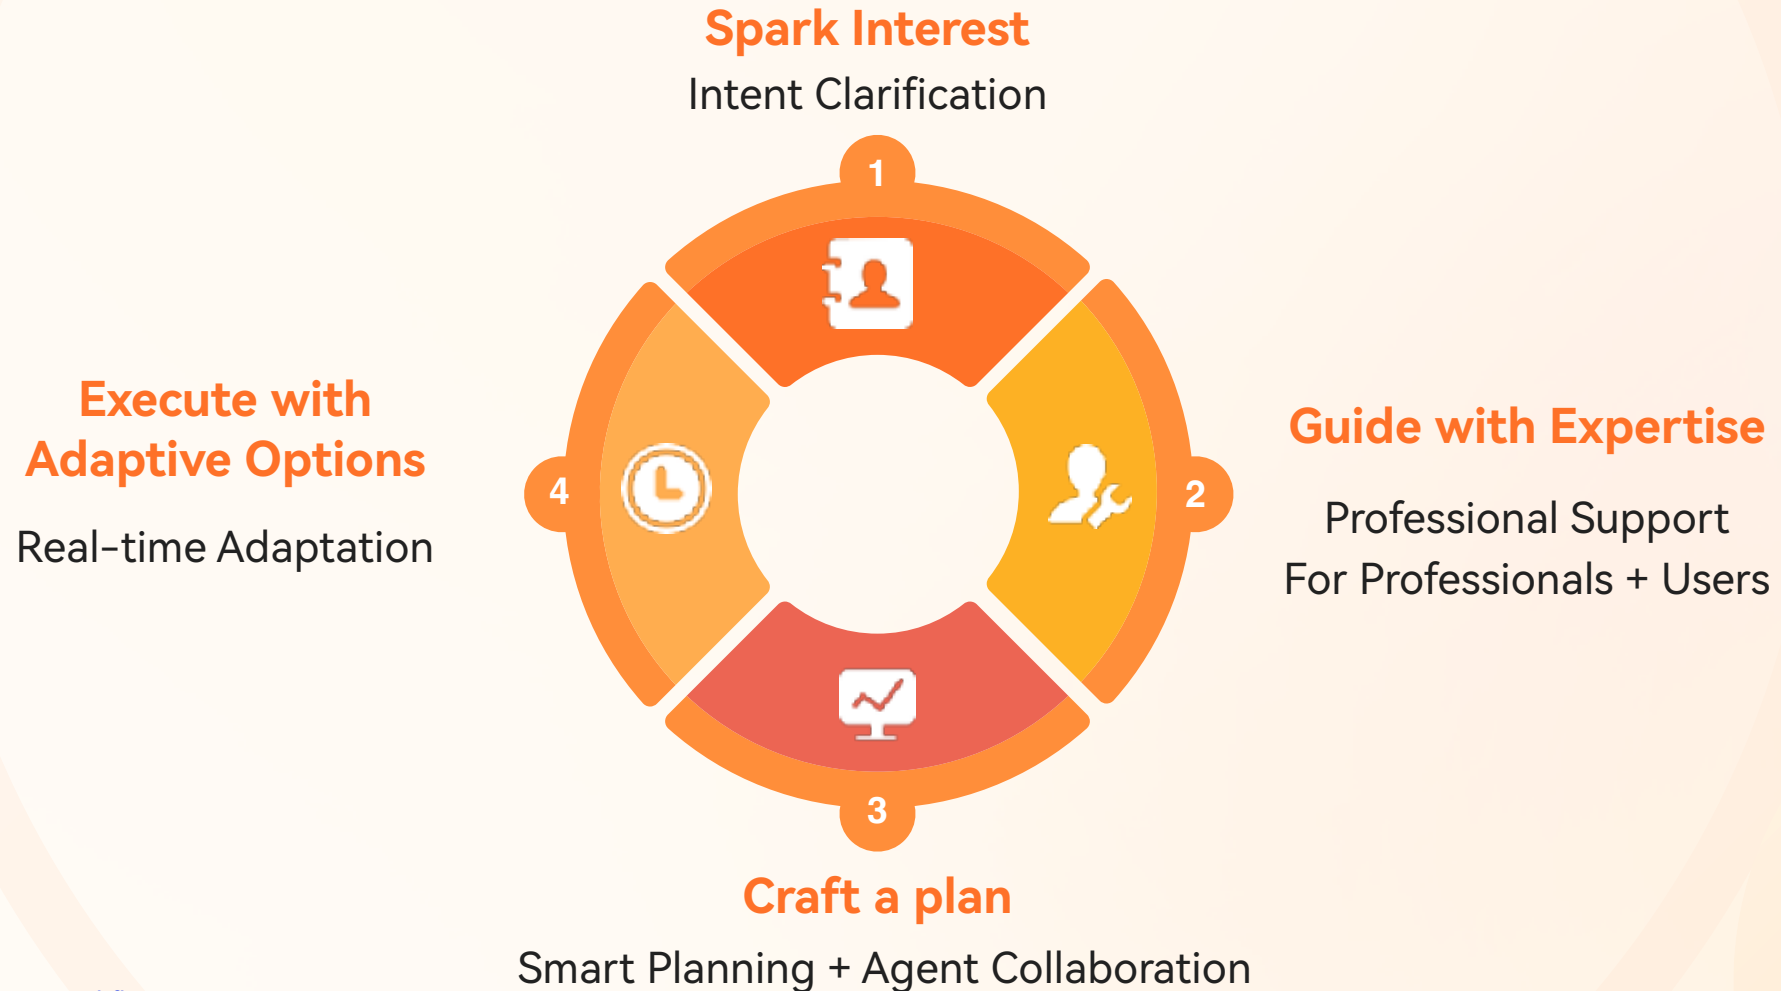 Spark Interest
Intent Clarification
1
Execute with
Adaptive Options
Real-time Adaptation
4
2
Guide with Expertise
Professional Support
For Professionals + Users
3
Craft a plan
Smart Planning + Agent Collaboration